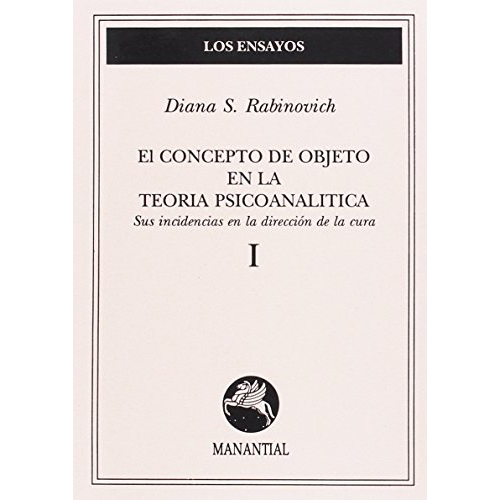 LOS ENSAYOS
Diana S. Rabinovich
El CONCEPTO DE OBJETO
EN LA
TEORIA PSICOANALITICA
Sus incidencias en la dirección de la cura
I
MANANTIAL